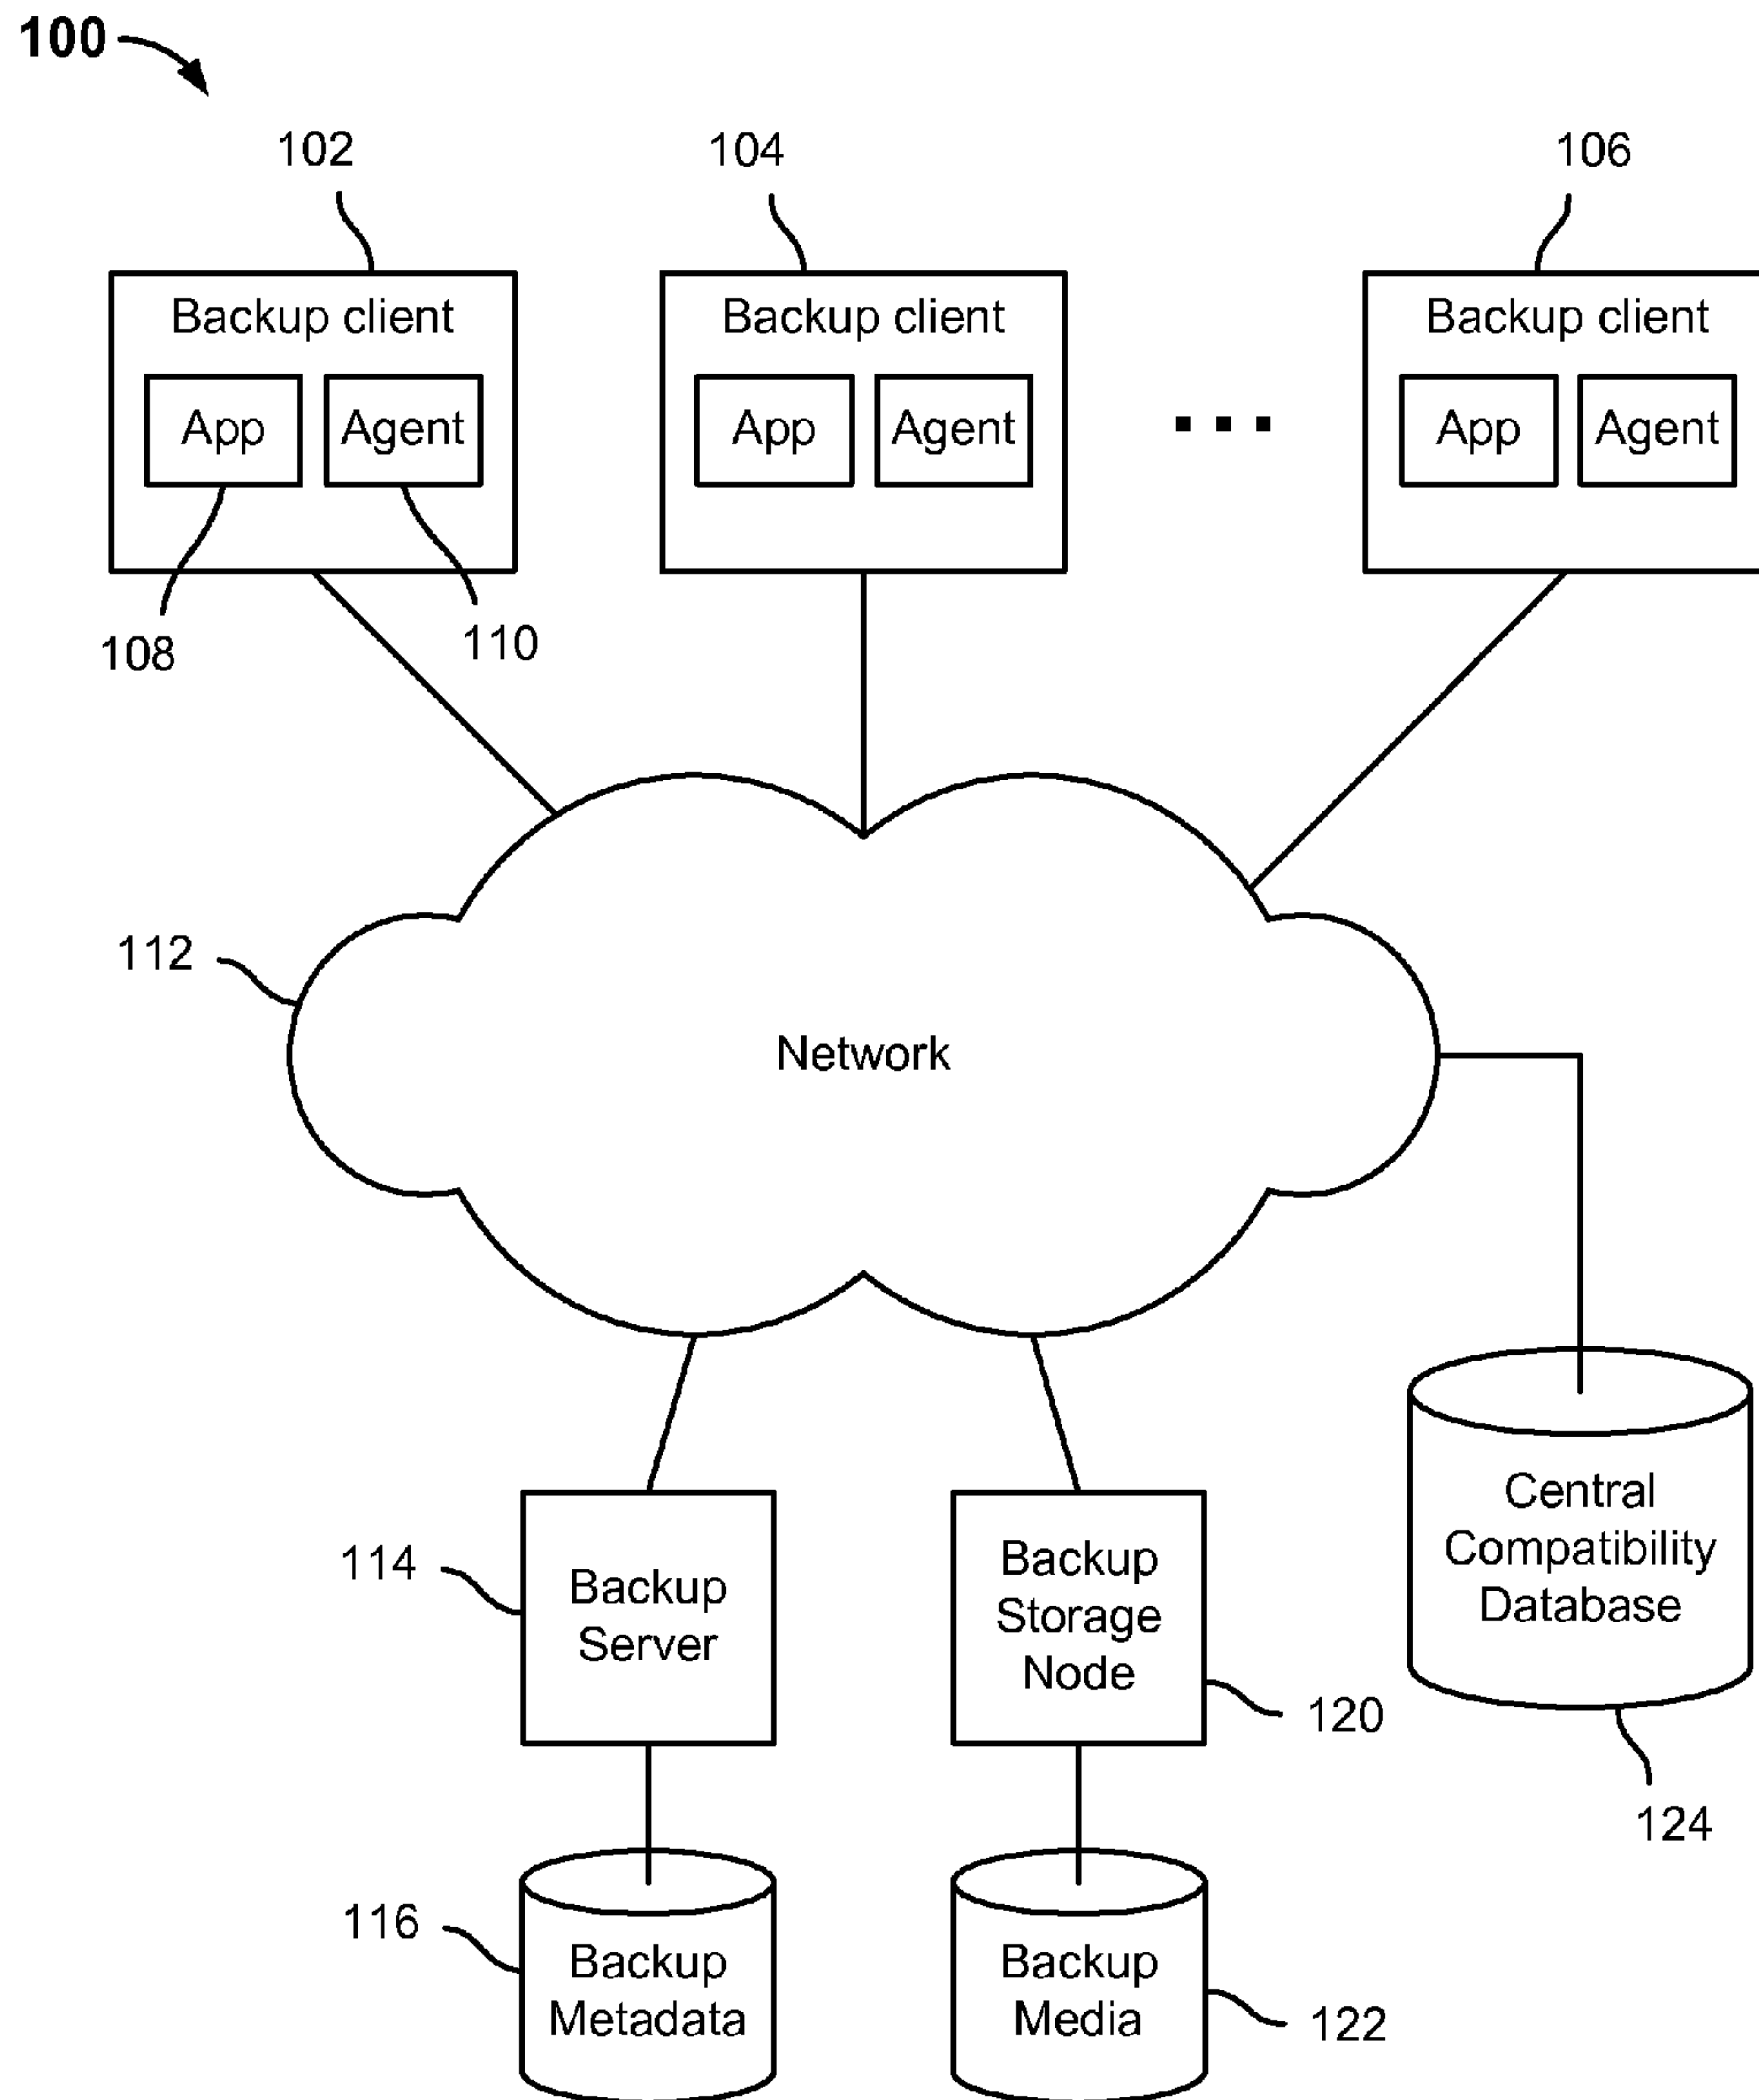 100
102
104
106
Backup client
Backup client
Backup client
App
Agent
App
Agent
App
Agent
108
110
112
Network
114
Backup
Server
Backup
Storage
Node
120
Central
Compatibility
Database
124
116
Backup
Metadata
Backup
Media
122